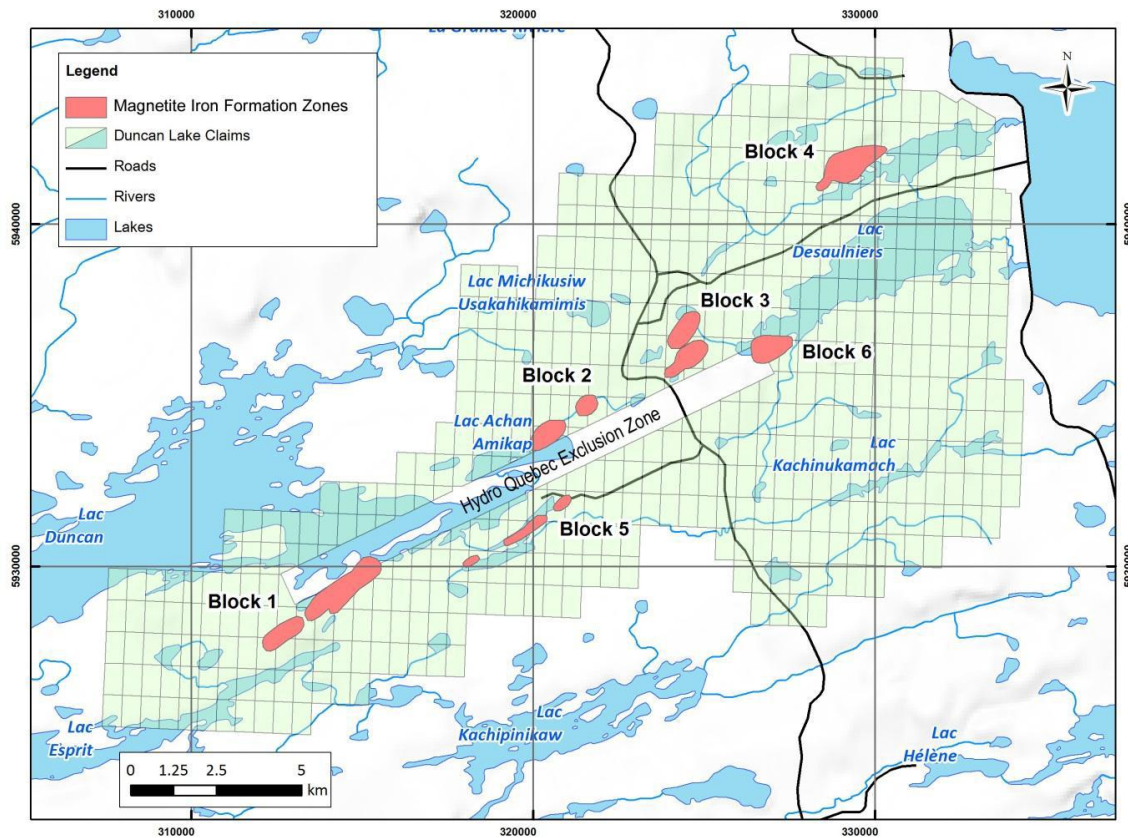 310000
320000
330000
La Grande Rivière
Legend
Magnetite Iron Formation Zones
Duncan Lake Claims
Roads
Rivers
Lakes
N
Block 4
5940000
5940000
Lac
Desaulniers
Lac Michikusiw
Usakahikamimis
Block 3
Block 6
Block 2
Lac Achan
Amikap
Hydro Quebec Exclusion Zone
Lac
Kachinukamach
Lac
Duncan
Block 5
5930000
5930000
Block 1
Lac
Esprit
Lac
Kachipinikaw
Lac
Hélène
0 1.25 2.5 5
km
310000
320000
330000